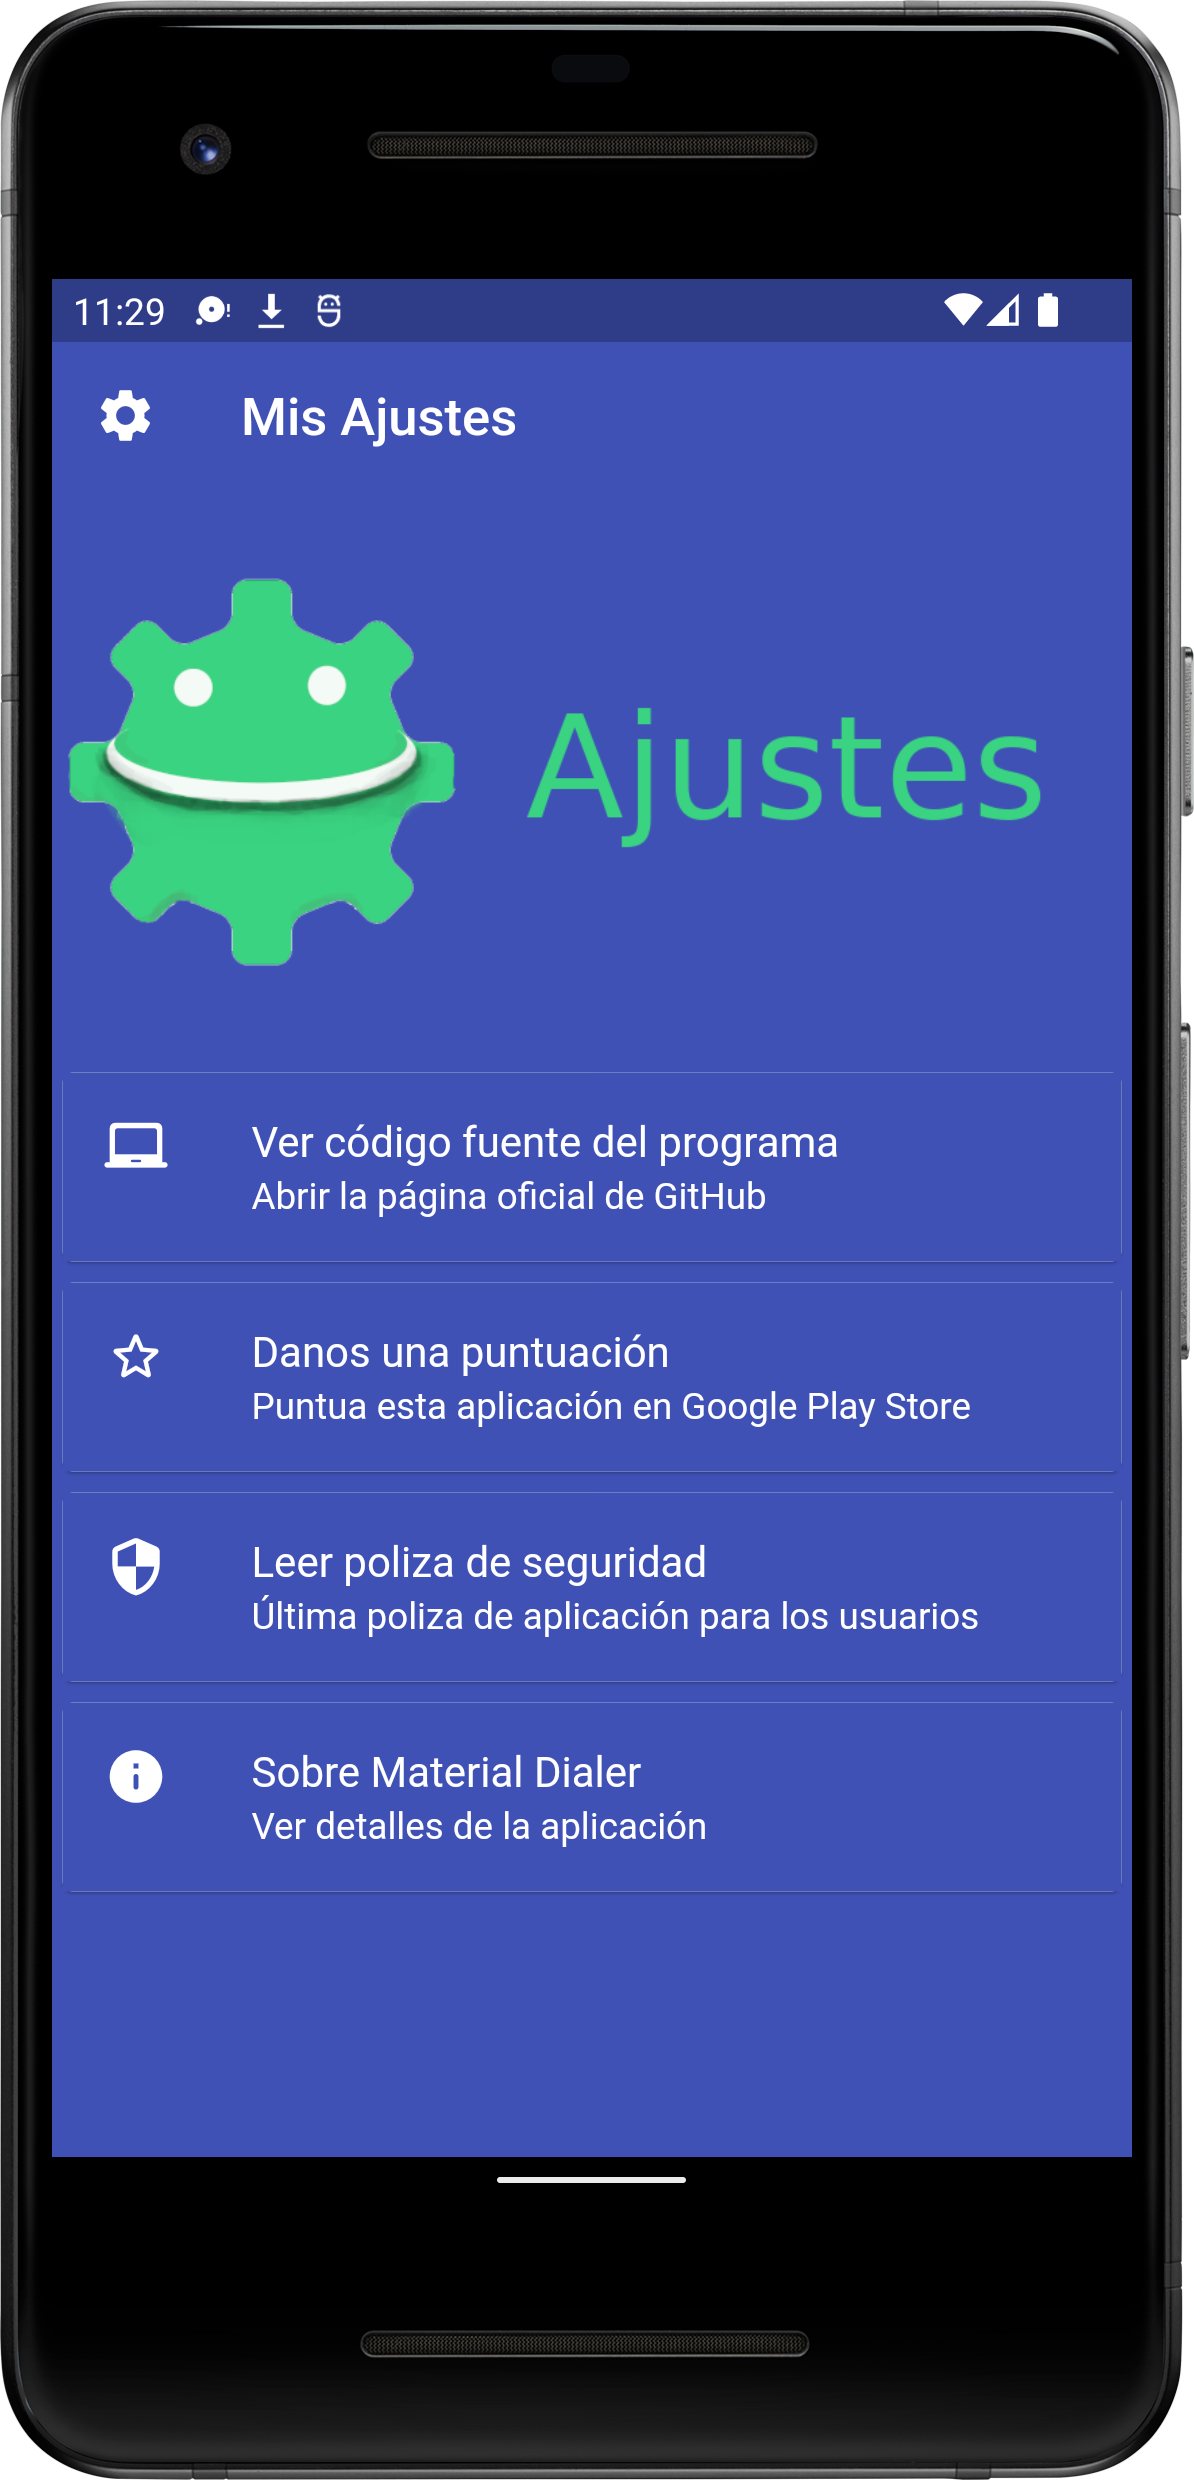 11:29
Mis Ajustes
Ajustes
Ver código fuente del programa
Abrir la página oficial de GitHub
Danos una puntuación
Puntua esta aplicación en Google Play Store
Leer poliza de seguridad
Última poliza de aplicación para los usuarios
Sobre Material Dialer
Ver detalles de la aplicación